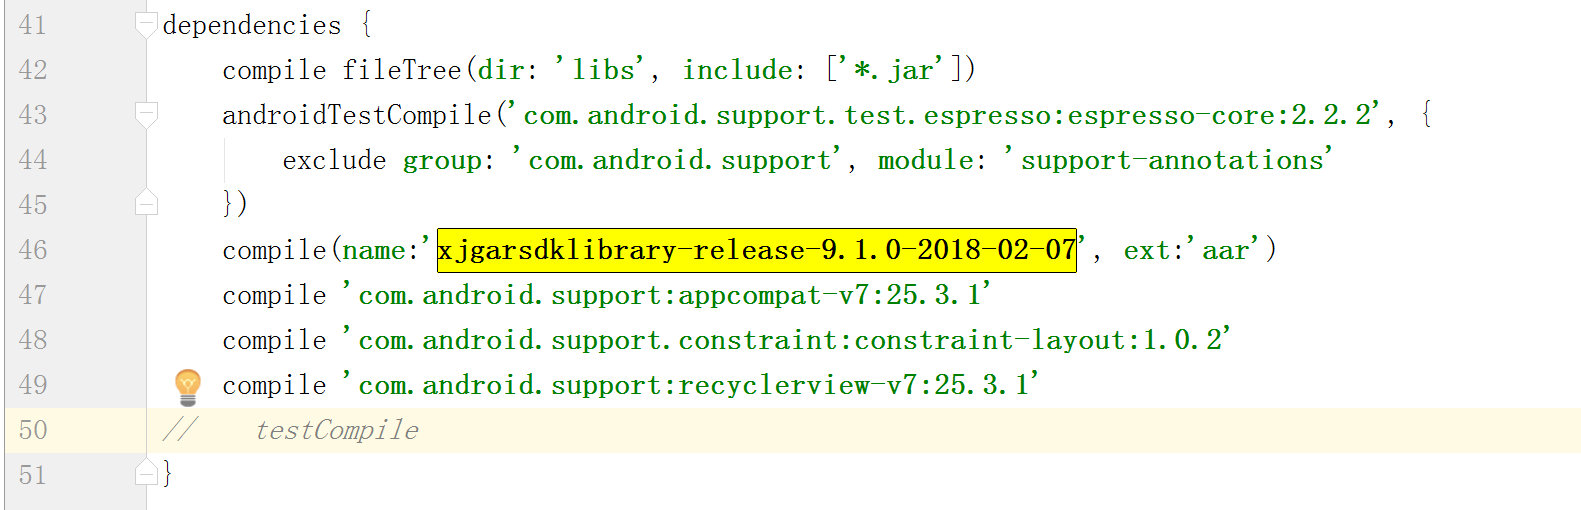 41 dependencies {
42 compile fileTree(dir: 'libs', include: ['*.jar'])
43 androidTestCompile('com.android.support.test.espresso:espresso-core:2.2.2', {
44 exclude group: 'com.android.support', module: 'support-annotations'
45 })
46 compile(name:'xjgarsdklibrary-release-9.1.0-2018-02-07', ext:'aar')
47 compile 'com.android.support:appcompat-v7:25.3.1'
48 compile 'com.android.support.constraint:constraint-layout:1.0.2'
49 compile 'com.android.support:recyclerview-v7:25.3.1'
50 // testCompile
51 }